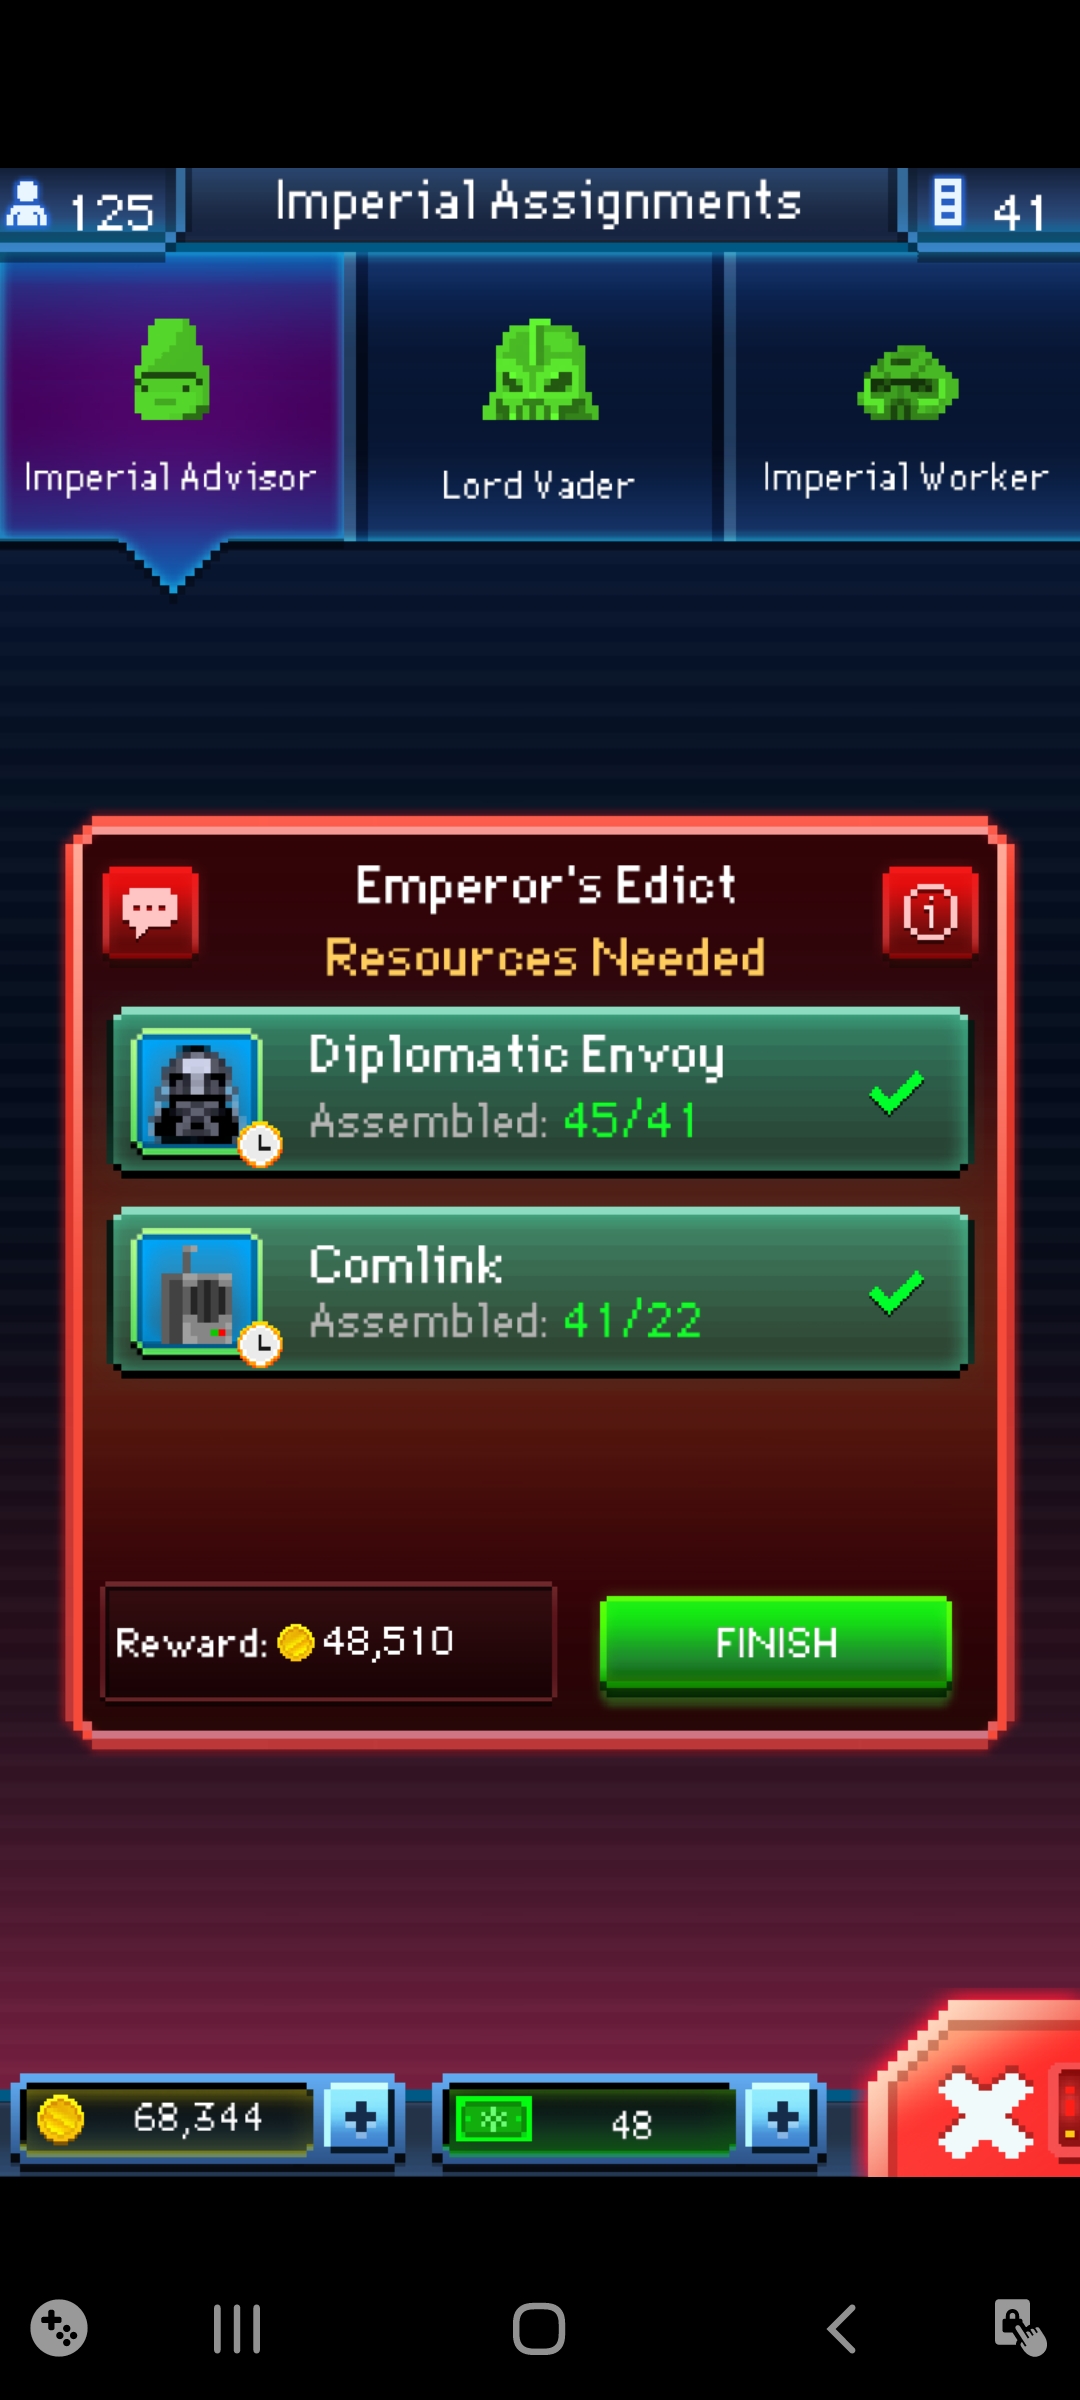 125
Imperial Assignments
41
Imperial Advisor
Lord Vader
Imperial Worker
Emperor's Edict
Resources Needed
Diplomatic Envoy
Assembled: 45/41
Comlink
Assembled: 41/22
Reward: 48,510
FINISH
68,344
48